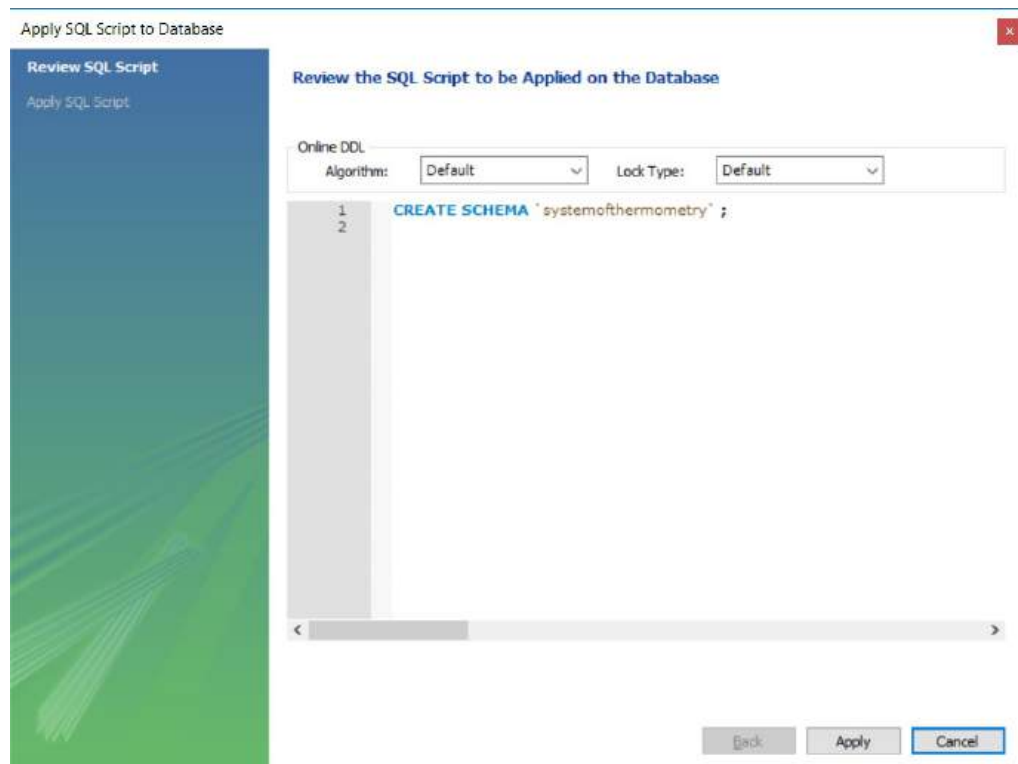 Apply SQL Script to Database
x
Review SQL Script
Apply SQL Script
Review the SQL Script to be Applied on the Database
Online DDL
Algorithm: Default Lock Type: Default
1 CREATE SCHEMA `systemofthermometry` ;
2
Back Apply Cancel